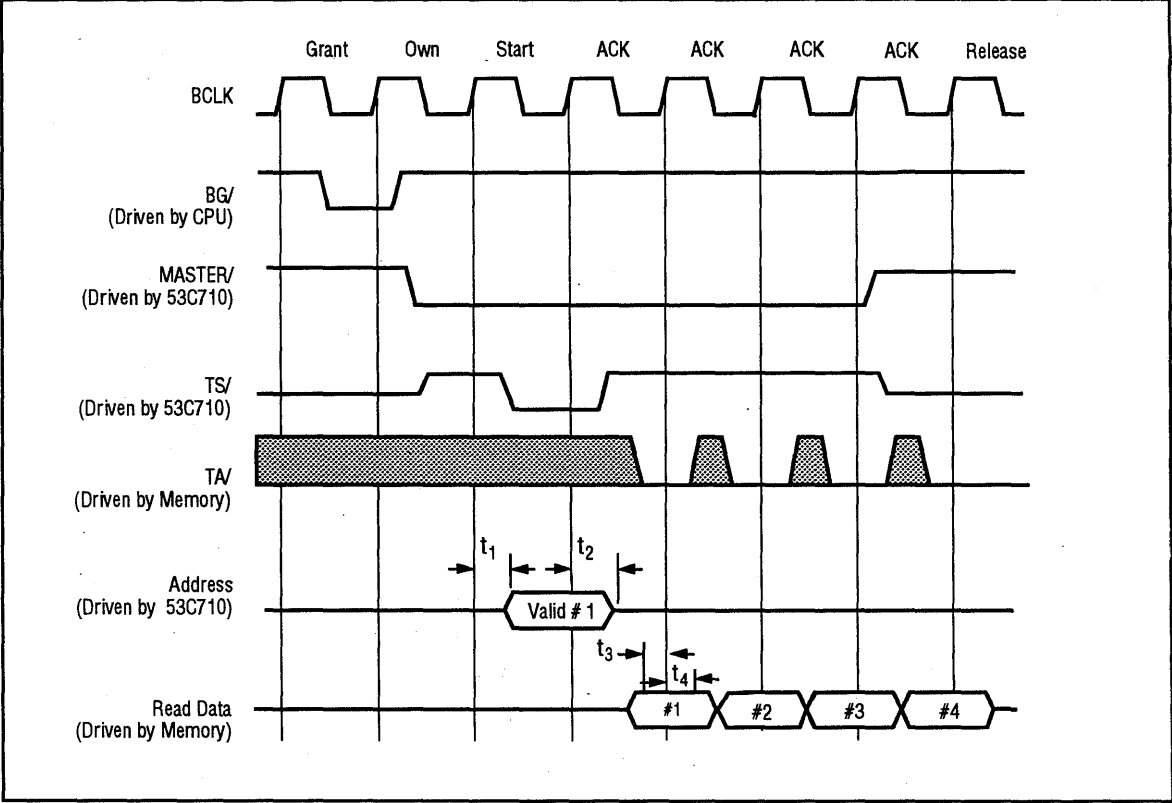 Grant Own Start ACK ACK ACK ACK Release
BCLK
BG/
(Driven by CPU)
MASTER/
(Driven by 53C710)
TS/
(Driven by 53C710)
TA/
(Driven by Memory)
t1 t2
Address
(Driven by 53C710)
Valid # 1
t3
t4
Read Data
(Driven by Memory)
#1 #2 #3 #4